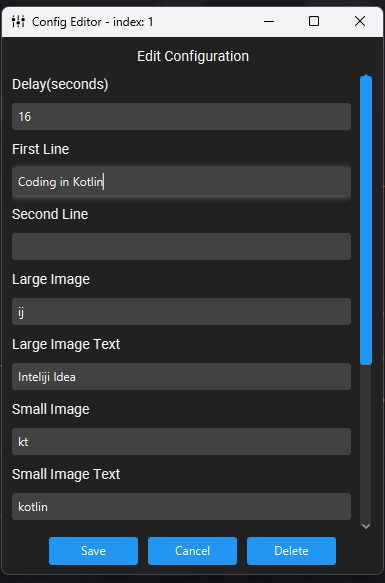 Config Editor - index: 1
Edit Configuration
Delay(seconds)
16
First Line
Coding in Kotlin
Second Line
Large Image
ij
Large Image Text
Inteliji Idea
Small Image
kt
Small Image Text
kotlin
Save Cancel Delete